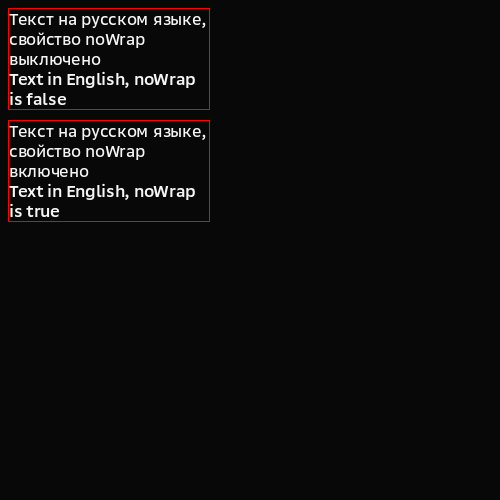 Текст на русском языке,
свойство noWrap
выключено
Text in English, noWrap
is false
Текст на русском языке,
свойство noWrap
включено
Text in English, noWrap
is true